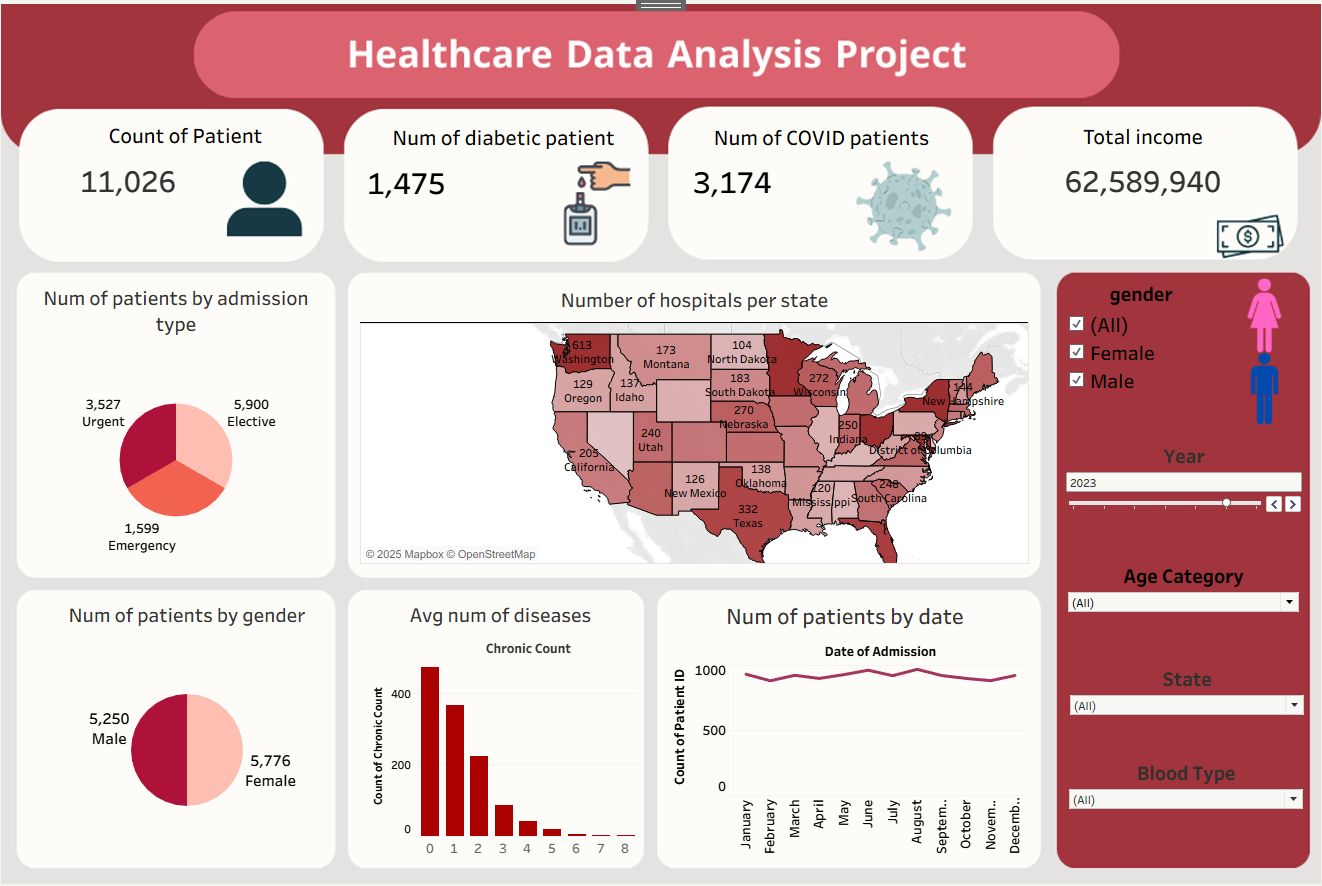 Healthcare Data Analysis Project
Count of Patient
11,026
Num of diabetic patient
1,475
Num of COVID patients
3,174
Total income
62,589,940
Num of patients by admission
type
3,527
Urgent
5,900
Elective
1,599
Emergency
Number of hospitals per state
613
Washington
173
Montana
104
North Dakota
129
Oregon
137
Idaho
183
South Dakota
272
Wisconsin
144
New Hampshire
270
Nebraska
240
Utah
250
Indiana
District of Columbia
205
California
126
New Mexico
138
Oklahoma
120
Mississippi
248
South Carolina
332
Texas
© 2025 Mapbox © OpenStreetMap
gender
(All)
Female
Male
Year
2023
Age Category
(All)
State
(All)
Blood Type
(All)
Num of patients by gender
5,250
Male
5,776
Female
Avg num of diseases
Chronic Count
Count of Chronic Count
400
200
0
0 1 2 3 4 5 6 7 8
Num of patients by date
Date of Admission
Count of Patient ID
1000
500
0
January
February
March
April
May
June
July
August
Septem..
October
Novem..
Decemb..